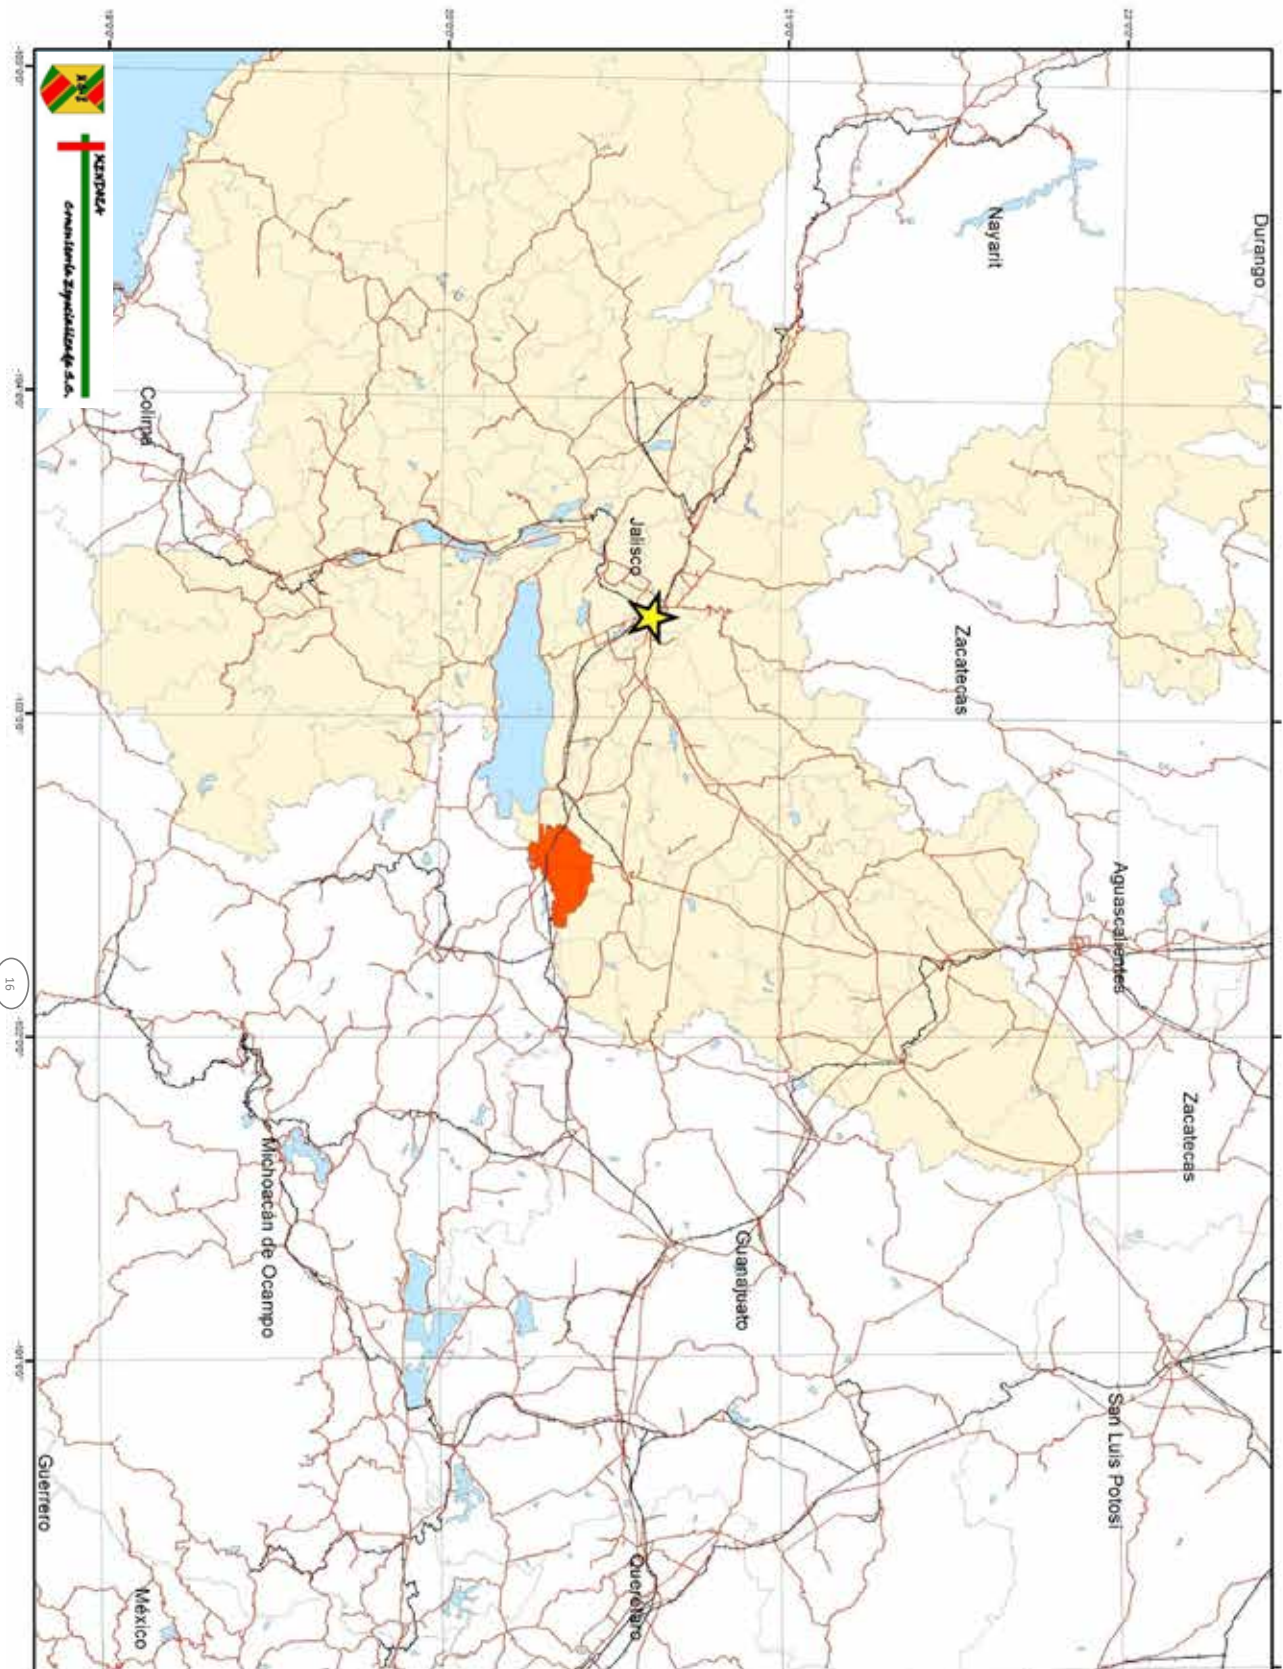 Durango
Zacatecas
Aguascalientes
San Luis Potosí
Nayarit
Zacatecas
Guanajuato
Jalisco
Querétaro
Michoacán de Ocampo
Colima
México
Guerrero
16